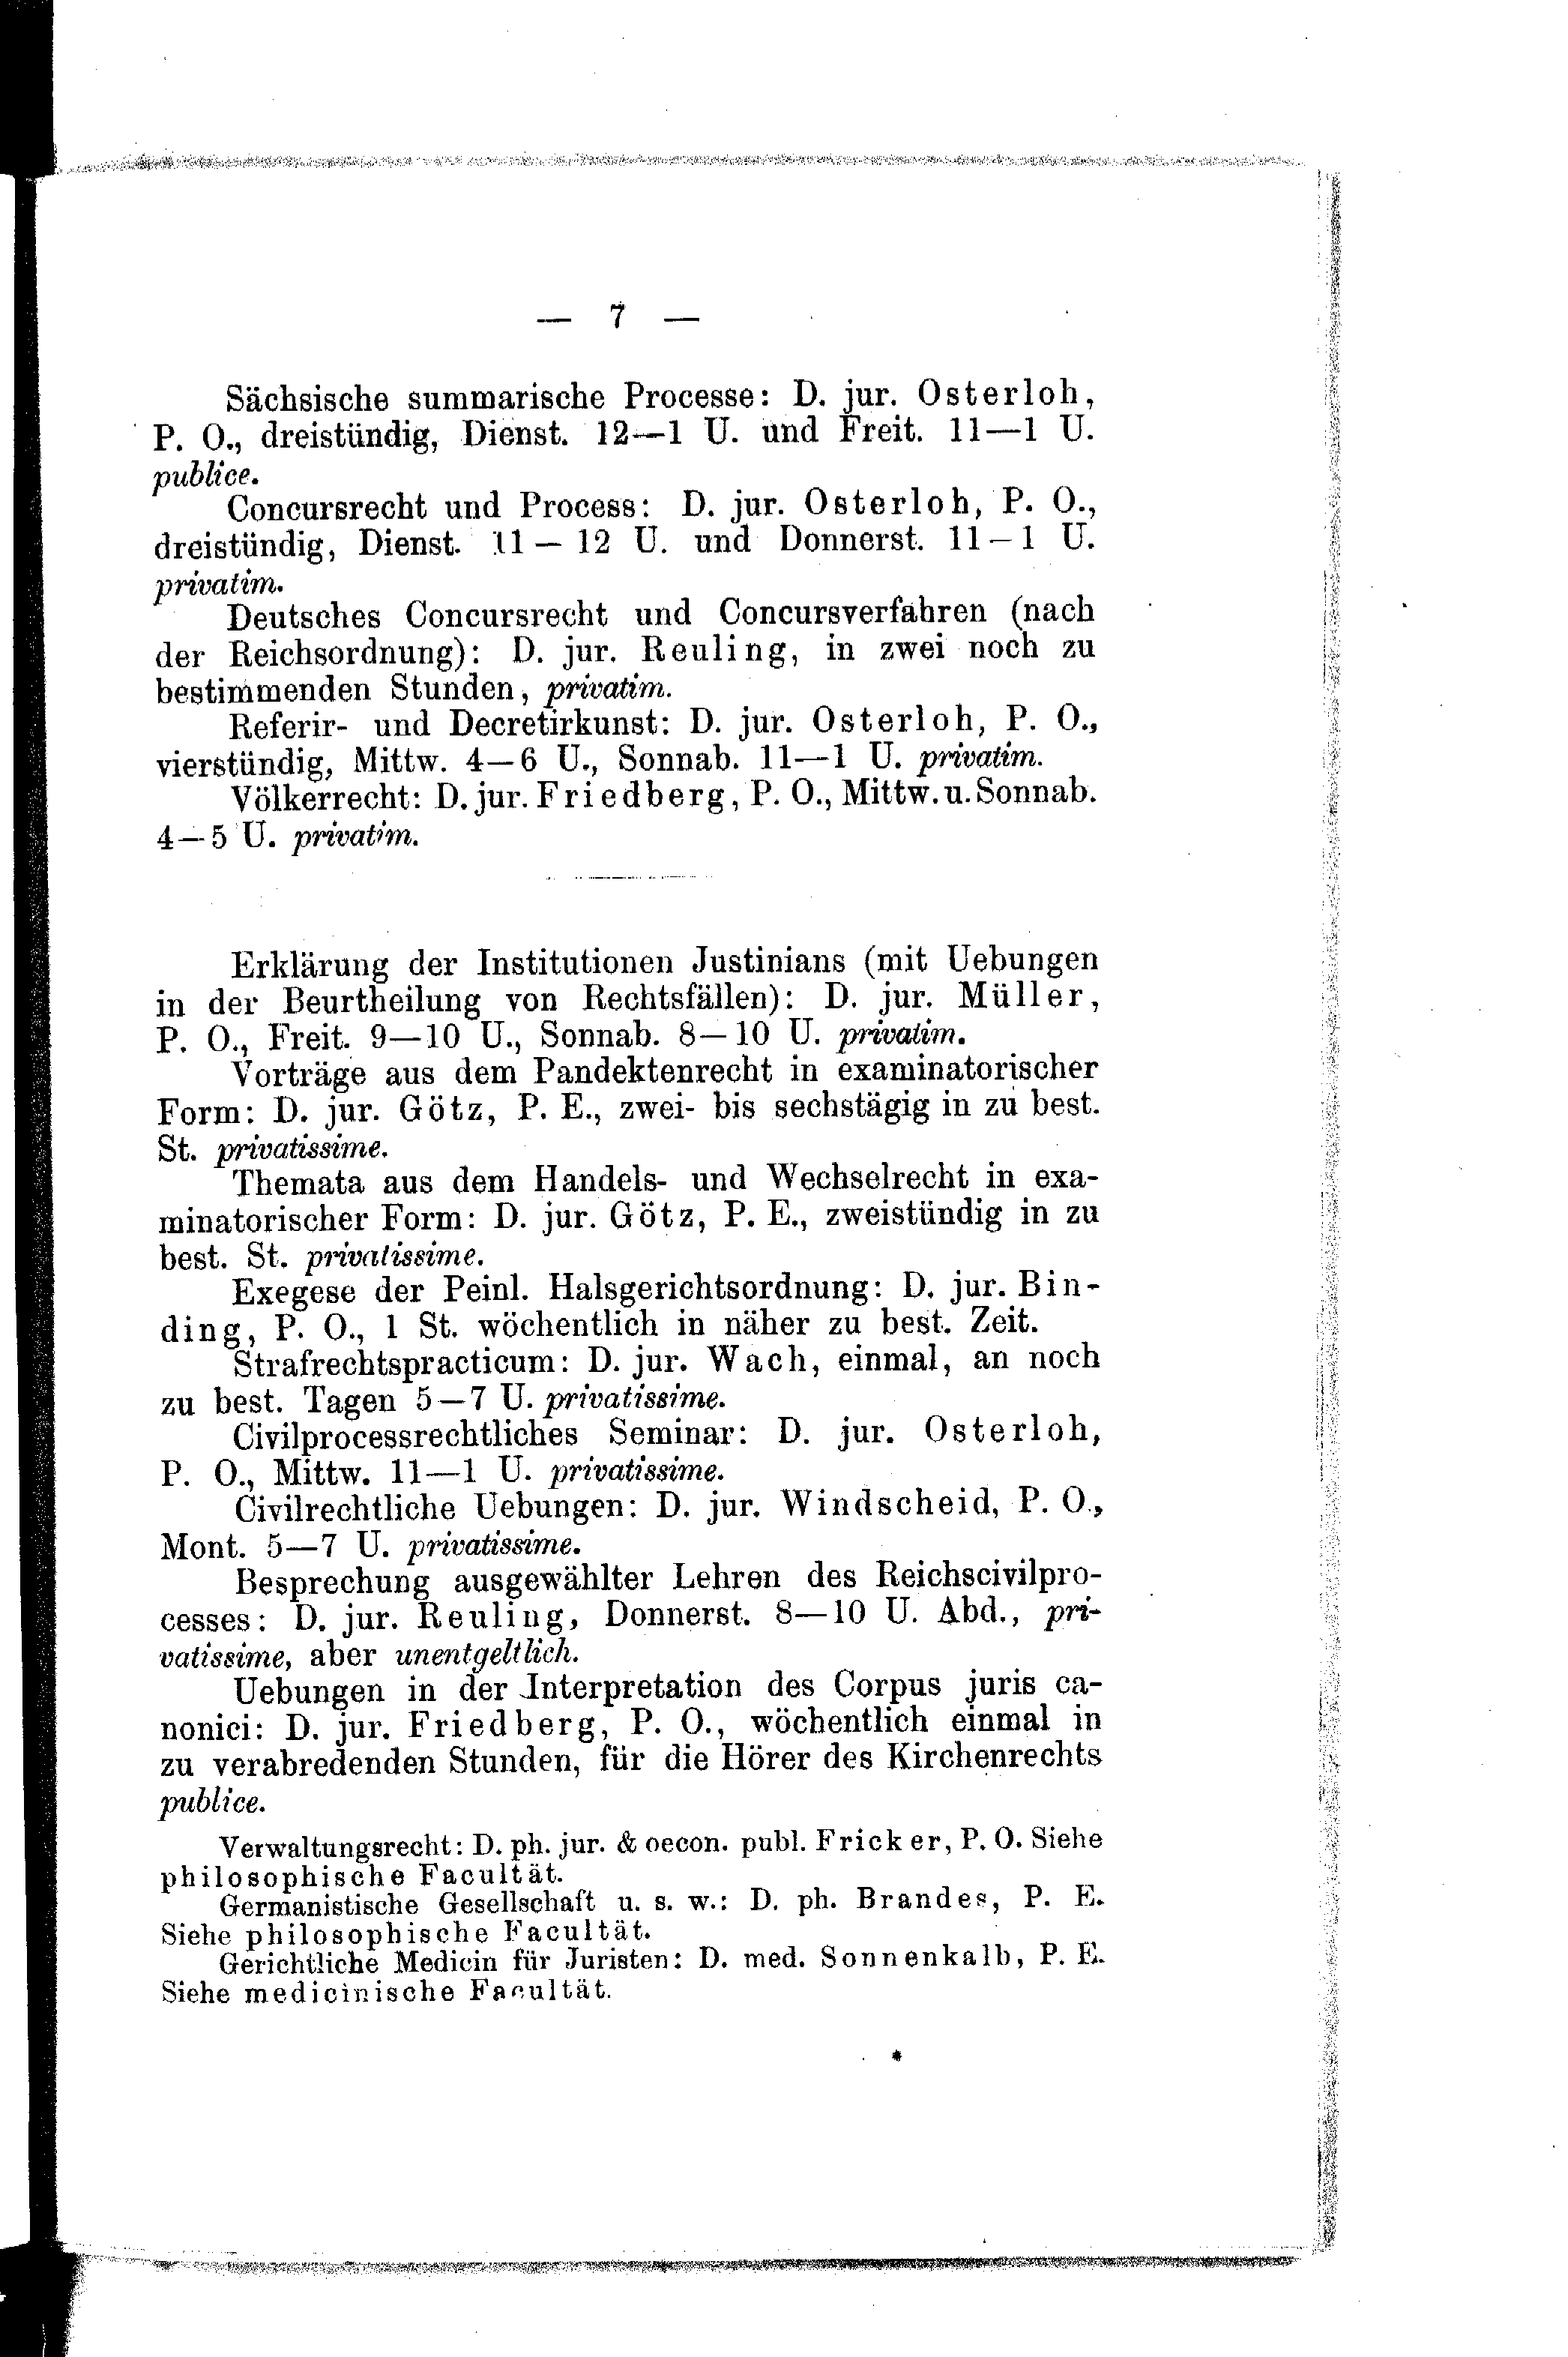 — 7 —
Sächsische summarische Processe: D. jur. Osterloh,
P. O., dreistündig, Dienst. 12—1 U. und Freit. 11—1 U.
publice.
Concursrecht und Process: D. jur. Osterloh, P. O.,
dreistündig, Dienst. 11—12 U. und Donnerst. 11—1 U.
privatim.
Deutsches Concursrecht und Concursverfahren (nach
der Reichsordnung): D. jur. Reuling, in zwei noch zu
bestimmenden Stunden, privatim.
Referir- und Decretirkunst: D. jur. Osterloh, P. O.,
vierstündig, Mittw. 4—6 U., Sonnab. 11—1 U. privatim.
Völkerrecht: D. jur. Friedberg, P. O., Mittw. u. Sonnab.
4—5 U. privatim.
Erklärung der Institutionen Justinians (mit Uebungen
in der Beurtheilung von Rechtsfällen): D. jur. Müller,
P. O., Freit. 9—10 U., Sonnab. 8—10 U. privatim.
Vorträge aus dem Pandektenrecht in examinatorischer
Form: D. jur. Götz, P. E., zwei- bis sechstägig in zu best.
St. privatissime.
Themata aus dem Handels- und Wechselrecht in exa-
minatorischer Form: D. jur. Götz, P. E., zweistündig in zu
best. St. privatissime.
Exegese der Peinl. Halsgerichtsordnung: D. jur. Bin-
ding, P. O., 1 St. wöchentlich in näher zu best. Zeit.
Strafrechtspracticum: D. jur. Wach, einmal, an noch
zu best. Tagen 5—7 U. privatissime.
Civilprocessrechtliches Seminar: D. jur. Osterloh,
P. O., Mittw. 11—1 U. privatissime.
Civilrechtliche Uebungen: D. jur. Windscheid, P. O.,
Mont. 5—7 U. privatissime.
Besprechung ausgewählter Lehren des Reichscivilpro-
cesses: D. jur. Reuling, Donnerst. 8—10 U. Abd., pri-
vatissime, aber unentgeltlich.
Uebungen in der Interpretation des Corpus juris ca-
nonici: D. jur. Friedberg, P. O., wöchentlich einmal in
zu verabredenden Stunden, für die Hörer des Kirchenrechts
publice.
Verwaltungsrecht: D. ph. jur. & oecon. publ. Fricker, P. O. Siehe
philosophische Facultät.
Germanistische Gesellschaft u. s. w.: D. ph. Brandes, P. E.
Siehe philosophische Facultät.
Gerichtliche Medicin für Juristen: D. med. Sonnenkalb, P. E.
Siehe medicinische Facultät.
*